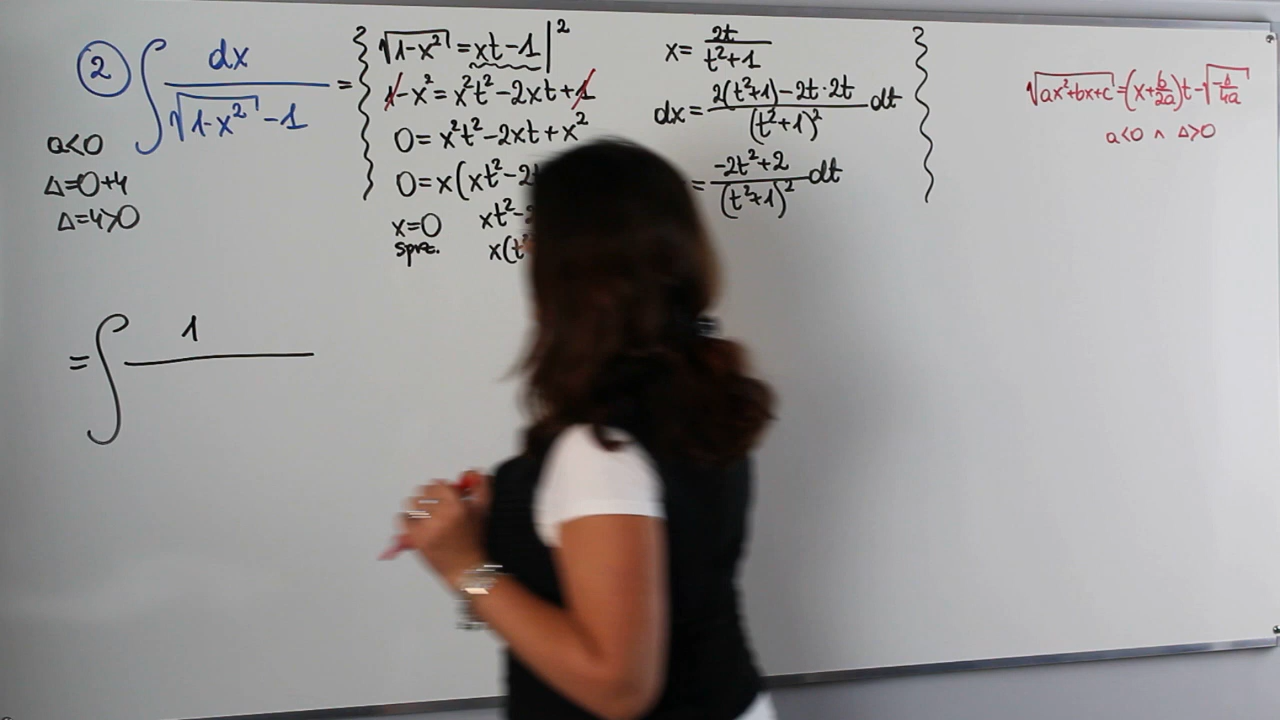 ② ∫ dx / (√(1-x²) - 1) =
a<0
Δ=0+4
Δ=4>0
√(1-x²) = xt-1 |²
1-x² = x²t²-2xt+1
0 = x²t²-2xt+x²
0 = x(xt²-2
x=0 xt²-
sprz. x(t²
x = 2t / (t²+1)
dx = (2(t²+1)-2t·2t) / (t²+1)² dt
= (-2t²+2) / (t²+1)² dt
√(ax²+bx+c) = (x+b/2a)t - √(-Δ/4a)
a<0 ∧ Δ>0
= ∫ 1